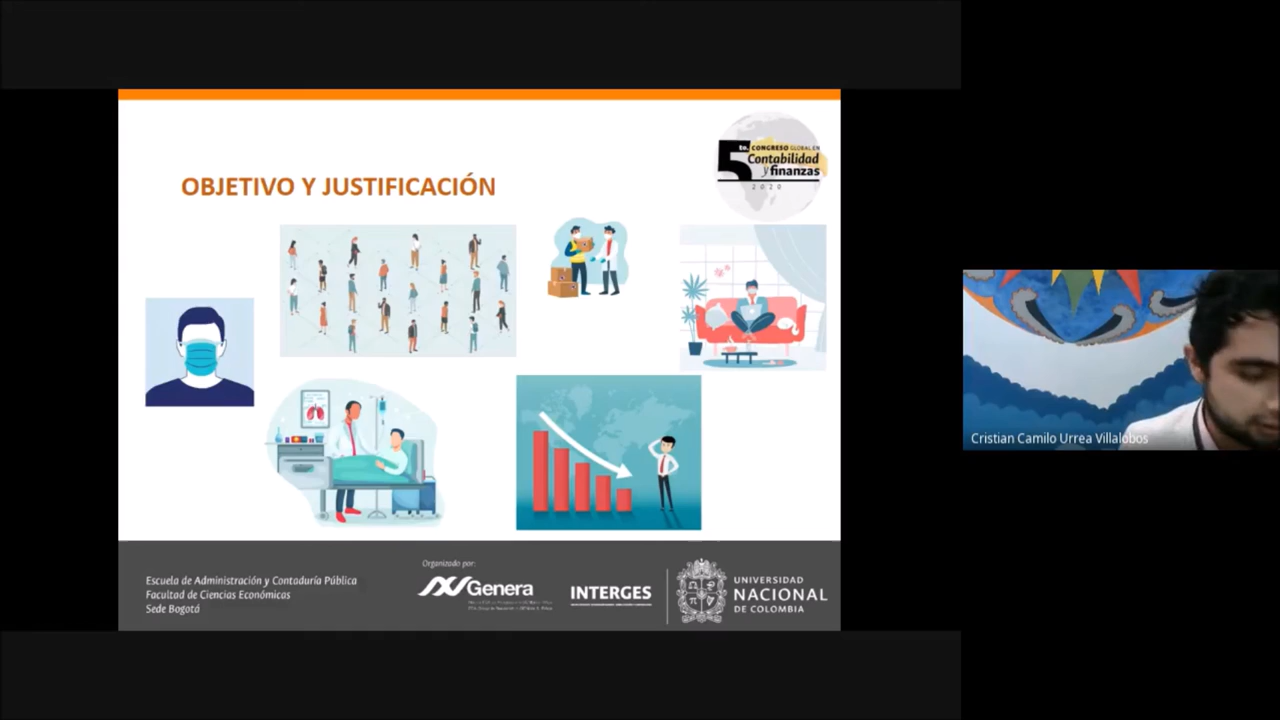 5to. CONGRESO GLOBAL EN
Contabilidad
y finanzas
2020
OBJETIVO Y JUSTIFICACIÓN
Cristian Camilo Urrea Villalobos
Organizado por:
Escuela de Administración y Contaduría Pública
Facultad de Ciencias Económicas
Sede Bogotá
Genera
INTERGES
UNIVERSIDAD
NACIONAL
DE COLOMBIA